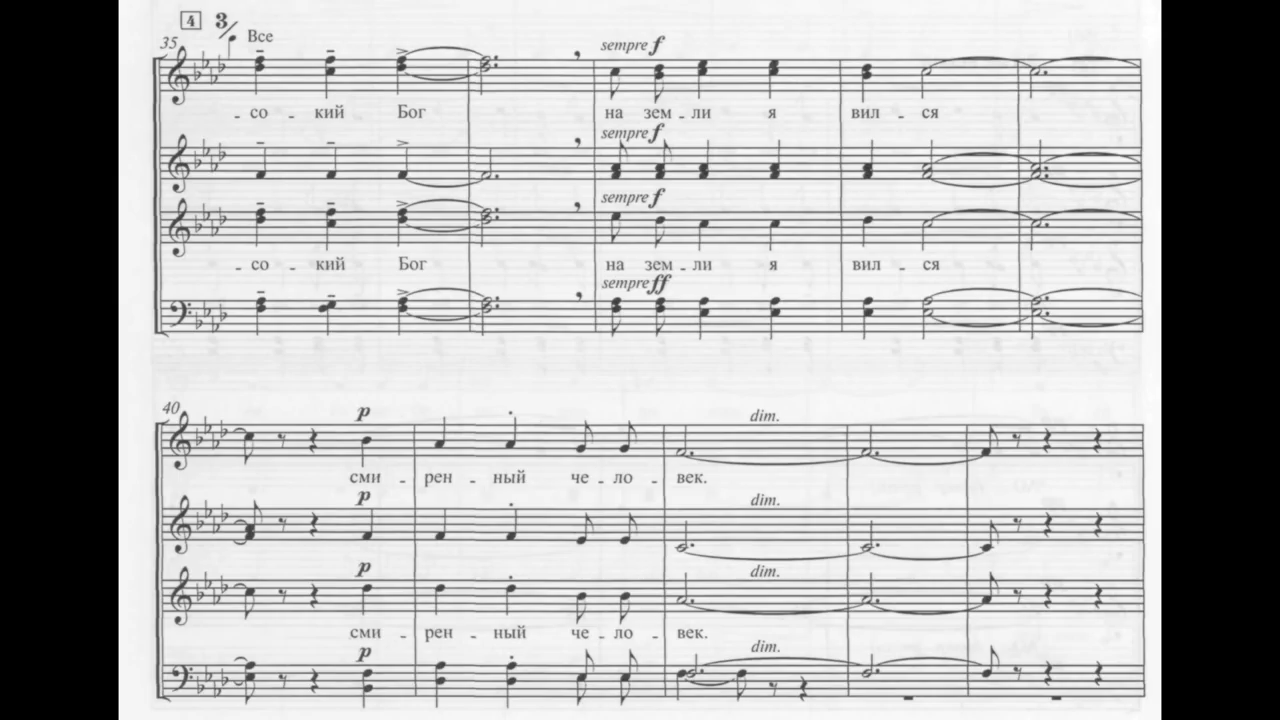 4 3/
35 Все
sempre f
- со - кий Бог на зем - ли я вил - ся
sempre f
sempre f
- со - кий Бог на зем - ли я вил - ся
sempre ff
40 p dim.
сми - рен - ный че - ло - век.
p dim.
p dim.
сми - рен - ный че - ло - век.
p dim.